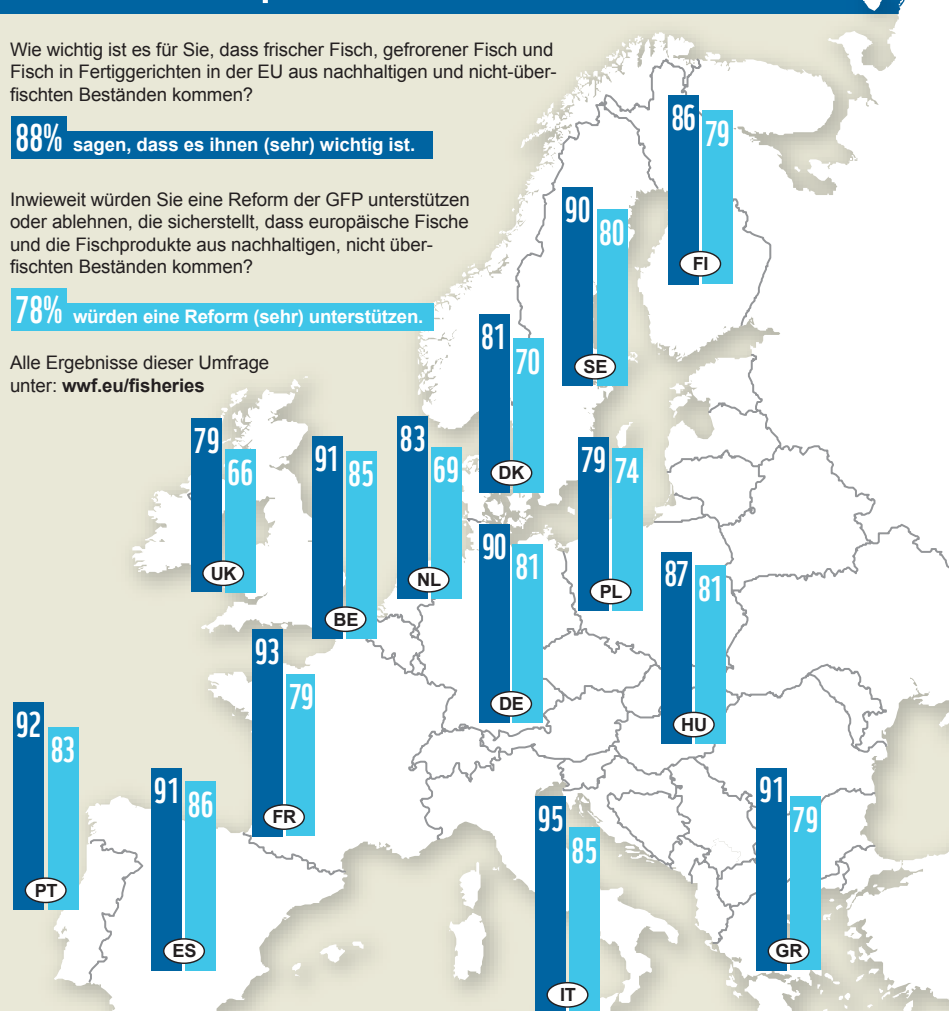 Wie wichtig ist es für Sie, dass frischer Fisch, gefrorener Fisch und
Fisch in Fertiggerichten in der EU aus nachhaltigen und nicht-über-
fischten Beständen kommen?
88% sagen, dass es ihnen (sehr) wichtig ist.
Inwieweit würden Sie eine Reform der GFP unterstützen
oder ablehnen, die sicherstellt, dass europäische Fische
und die Fischprodukte aus nachhaltigen, nicht über-
fischten Beständen kommen?
78% würden eine Reform (sehr) unterstützen.
Alle Ergebnisse dieser Umfrage
unter: wwf.eu/fisheries
86 79
FI
90 80
SE
81 70
DK
79 66
UK
91 85
BE
83 69
NL
79 74
PL
90 81
DE
87 81
HU
93 79
FR
92 83
PT
91 86
ES
95 85
IT
91 79
GR